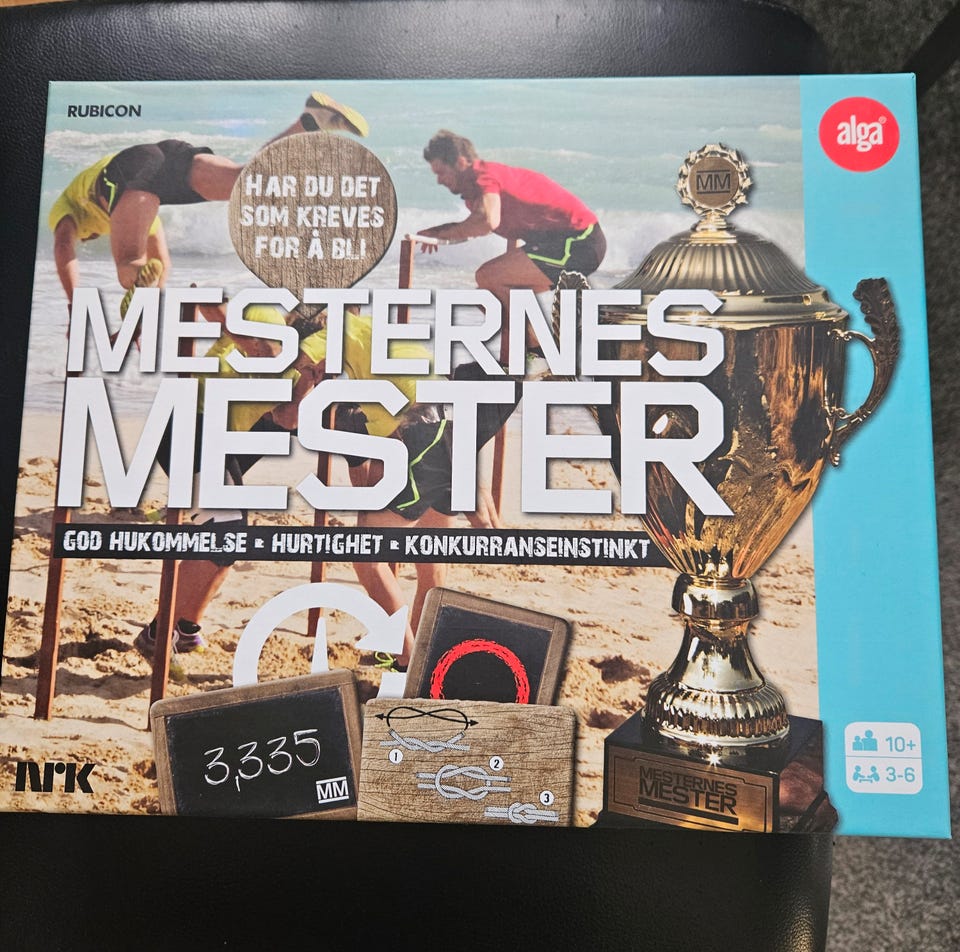 RUBICON
alga®
MM
HAR DU DET
SOM KREVES
FOR Å BLI
MESTERNES
MESTER
GOD HUKOMMELSE • HURTIGHET • KONKURRANSEINSTINKT
3,335
MM
1
2
3
NRK
MESTERNES
MESTER
10+
3-6